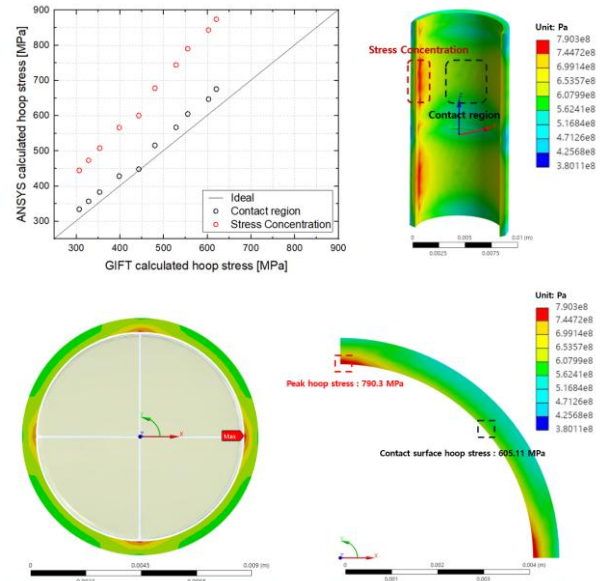 ANSYS calculated hoop stress [MPa]
900
800
700
600
500
400
300
Ideal
Contact region
Stress Concentration
300 400 500 600 700 800 900
GIFT calculated hoop stress [MPa]
Stress Concentration
Contact region
Unit: Pa
7.903e8
7.4472e8
6.9914e8
6.5357e8
6.0799e8
5.6241e8
5.1684e8
4.7126e8
4.2568e8
3.8011e8
0 0.005 0.01 (m)
0.0025 0.0075
Max
X
0 0.0045 0.009 (m)
Unit: Pa
7.903e8
7.4472e8
6.9914e8
6.5357e8
6.0799e8
5.6241e8
5.1684e8
4.7126e8
4.2568e8
3.8011e8
Peak hoop stress : 790.3 MPa
Contact surface hoop stress : 605.11 MPa
X
0 0.002 0.004 (m)
0.001 0.003